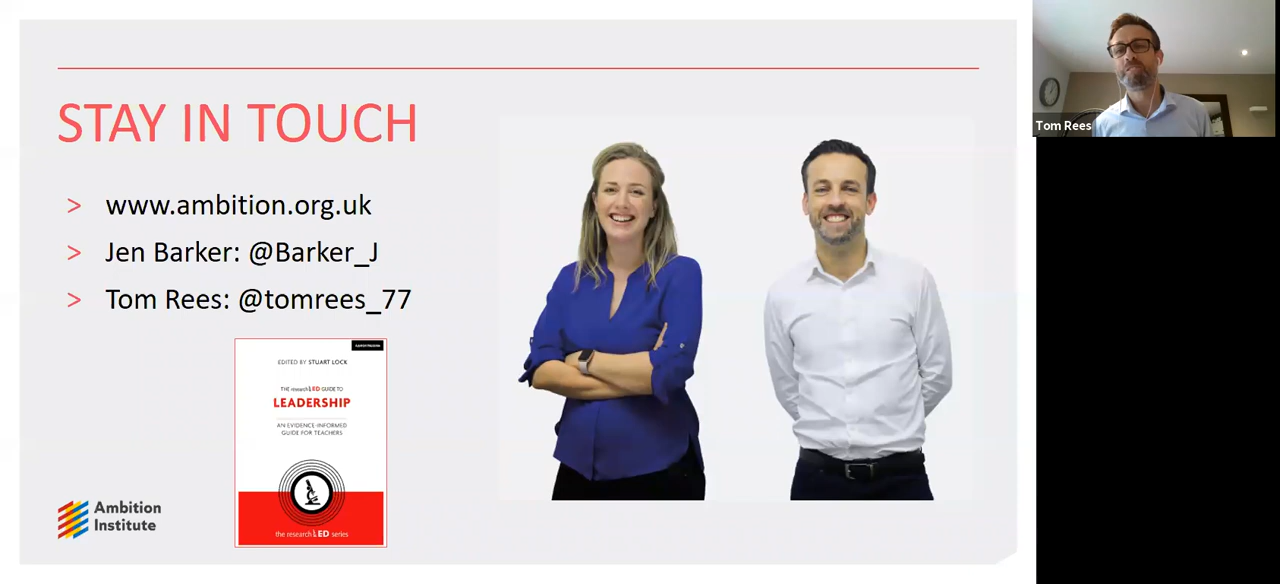 STAY IN TOUCH
> www.ambition.org.uk
> Jen Barker: @Barker_J
> Tom Rees: @tomrees_77
EDITED BY STUART LOCK
THE researchED GUIDE TO
LEADERSHIP
AN EVIDENCE-INFORMED
GUIDE FOR TEACHERS
the researchED series
Ambition
Institute
Tom Rees